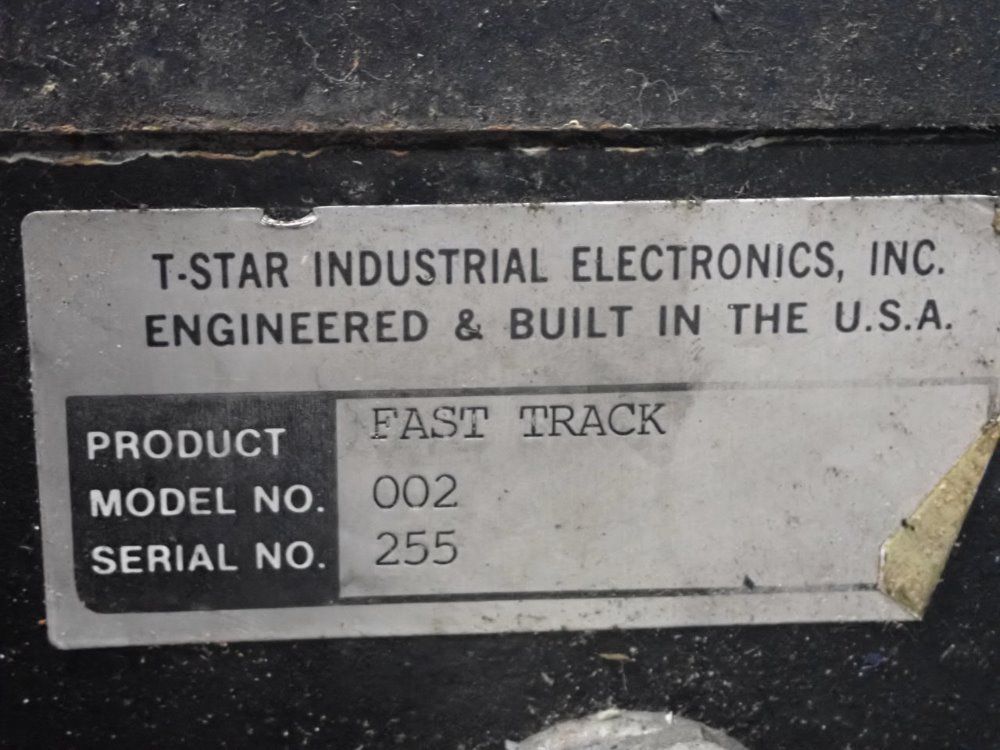 T-STAR INDUSTRIAL ELECTRONICS, INC.
ENGINEERED & BUILT IN THE U.S.A.
PRODUCT FAST TRACK
MODEL NO. 002
SERIAL NO. 255